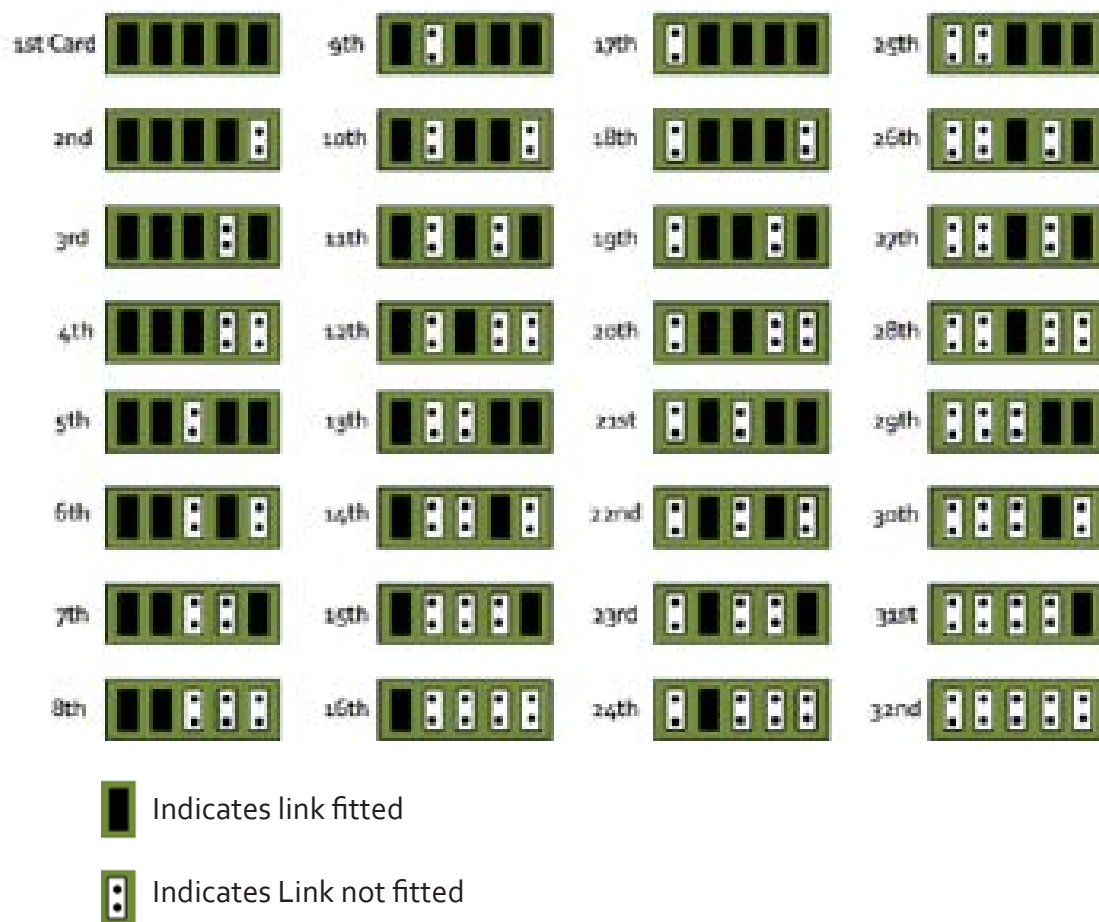 1st Card 9th 17th 25th
2nd 10th 18th 26th
3rd 11th 19th 27th
4th 12th 20th 28th
5th 13th 21st 29th
6th 14th 22nd 30th
7th 15th 23rd 31st
8th 16th 24th 32nd
Indicates link fitted
Indicates Link not fitted